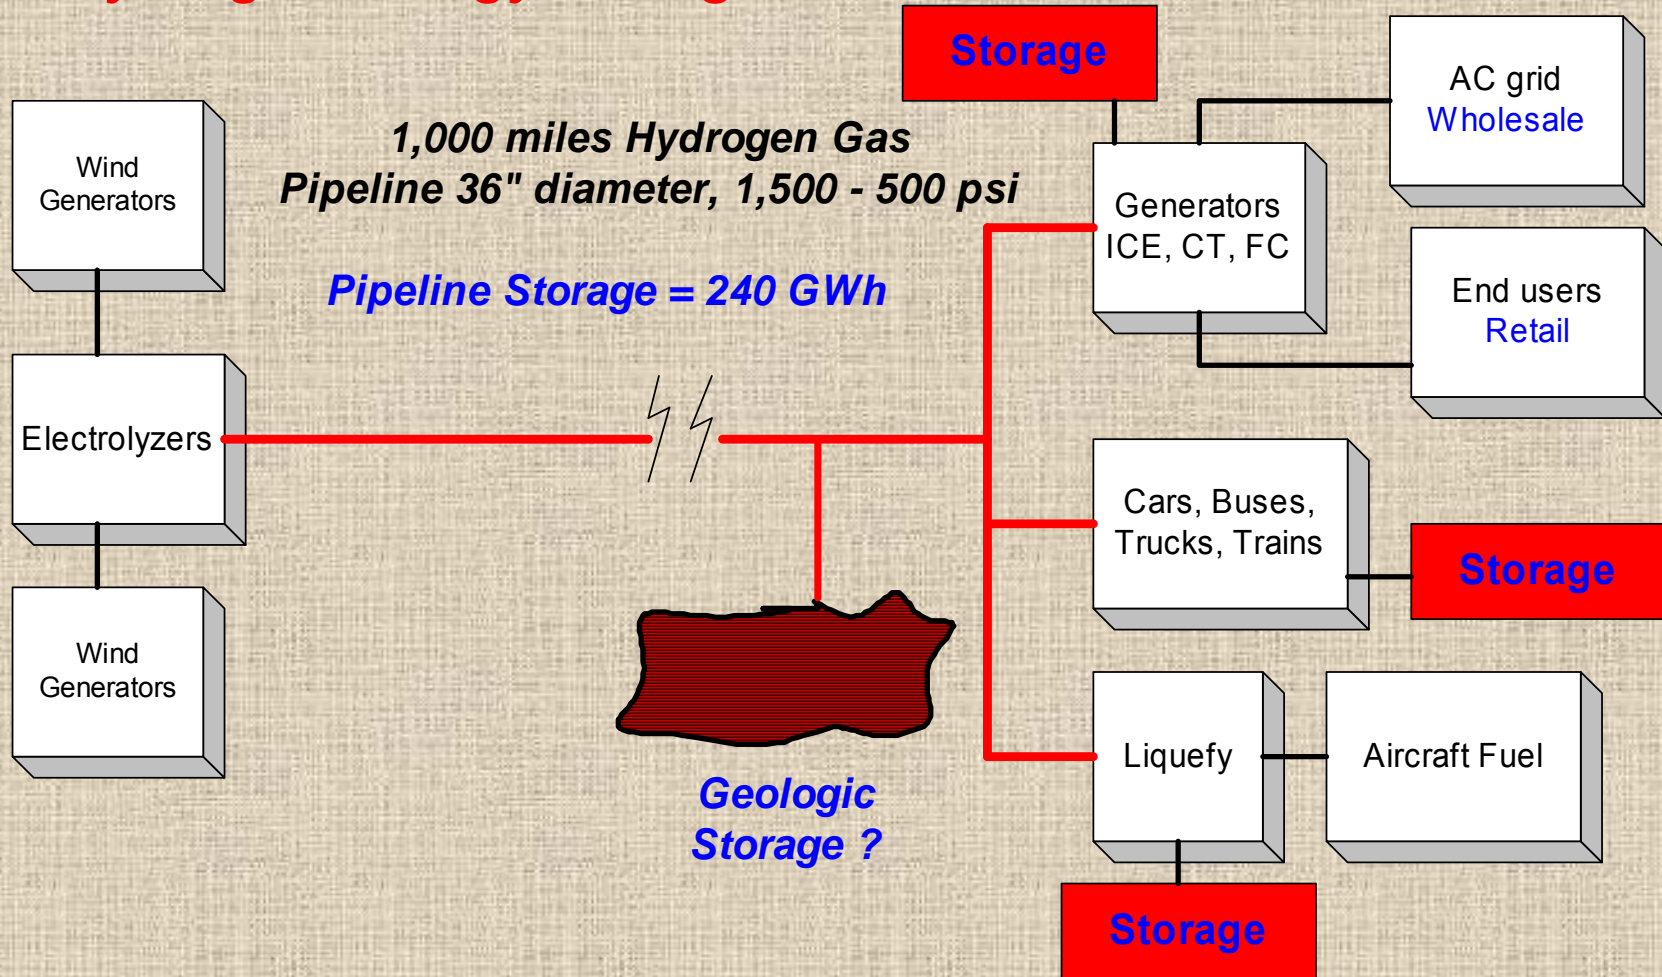 Storage
AC grid
Wholesale
Wind
Generators
1,000 miles Hydrogen Gas
Pipeline 36" diameter, 1,500 - 500 psi
Generators
ICE, CT, FC
Pipeline Storage = 240 GWh
End users
Retail
Electrolyzers
Cars, Buses,
Trucks, Trains
Storage
Wind
Generators
Liquefy
Aircraft Fuel
Geologic
Storage ?
Storage